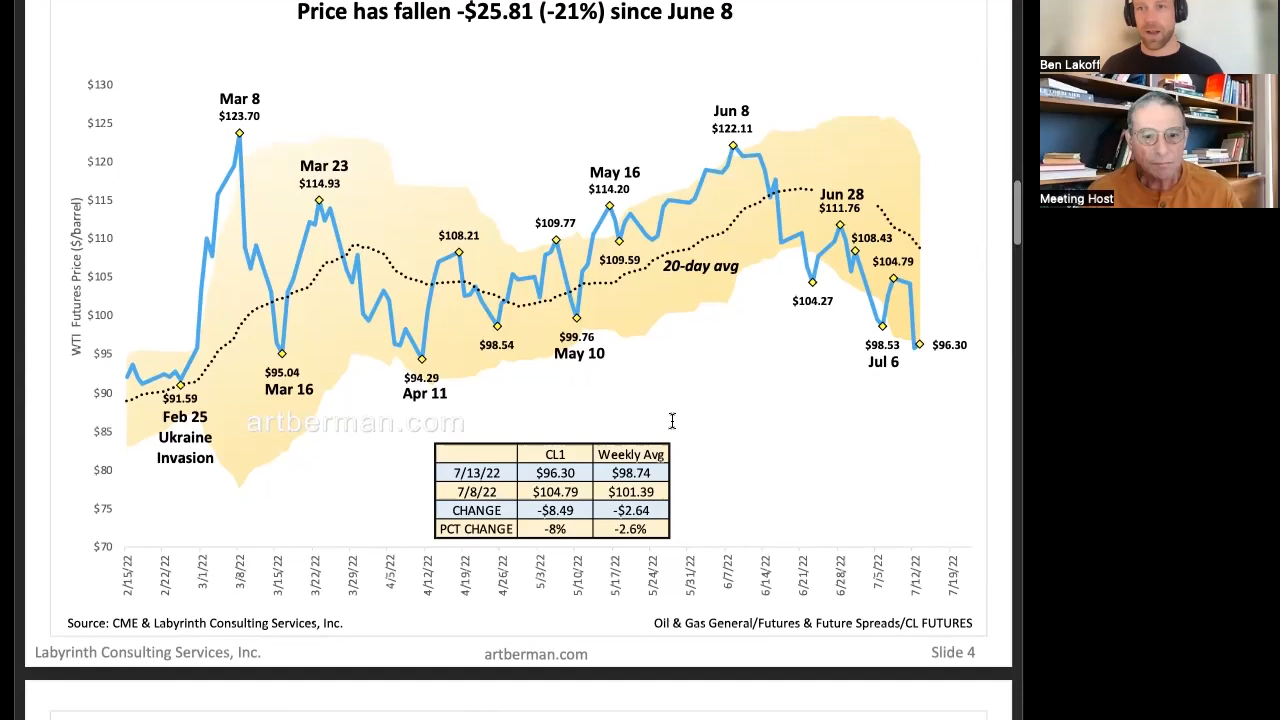 Price has fallen -$25.81 (-21%) since June 8
Ben Lakoff
Meeting Host
WTI Futures Price ($/barrel)
$130
$125
$120
$115
$110
$105
$100
$95
$90
$85
$80
$75
$70
Mar 8
$123.70
Mar 23
$114.93
$108.21
$109.77
May 16
$114.20
$109.59
Jun 8
$122.11
Jun 28
$111.76
$108.43
$104.79
20-day avg
$104.27
$98.53
Jul 6
$96.30
$99.76
May 10
$98.54
$94.29
Apr 11
$95.04
Mar 16
$91.59
Feb 25
Ukraine
Invasion
artberman.com
CL1 Weekly Avg
7/13/22 $96.30 $98.74
7/8/22 $104.79 $101.39
CHANGE -$8.49 -$2.64
PCT CHANGE -8% -2.6%
2/15/22
2/22/22
3/1/22
3/8/22
3/15/22
3/22/22
3/29/22
4/5/22
4/12/22
4/19/22
4/26/22
5/3/22
5/10/22
5/17/22
5/24/22
5/31/22
6/7/22
6/14/22
6/21/22
6/28/22
7/5/22
7/12/22
7/19/22
Source: CME & Labyrinth Consulting Services, Inc.
Oil & Gas General/Futures & Future Spreads/CL FUTURES
Labyrinth Consulting Services, Inc.
artberman.com
Slide 4